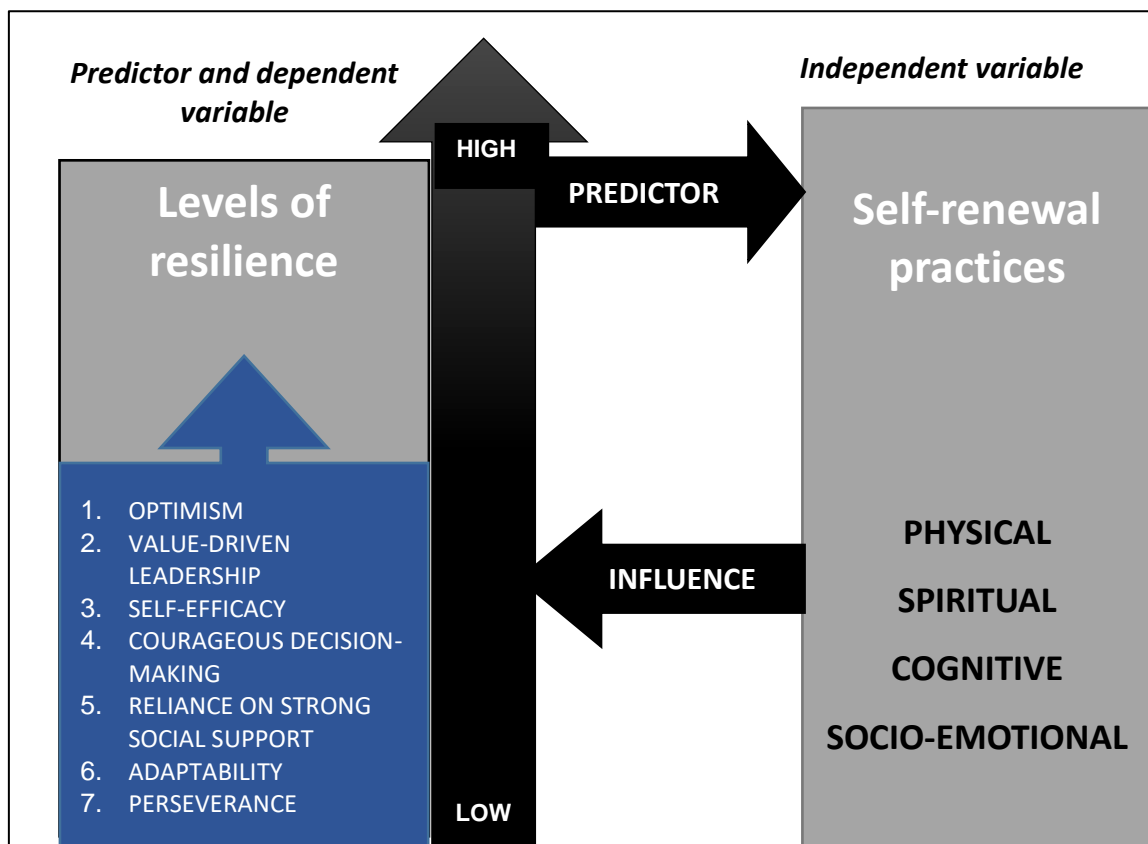 Predictor and dependent
variable
Independent variable
Levels of
resilience
HIGH
PREDICTOR
Self-renewal
practices
1. OPTIMISM
2. VALUE-DRIVEN
LEADERSHIP
3. SELF-EFFICACY
4. COURAGEOUS DECISION-
MAKING
5. RELIANCE ON STRONG
SOCIAL SUPPORT
6. ADAPTABILITY
7. PERSEVERANCE
LOW
INFLUENCE
PHYSICAL
SPIRITUAL
COGNITIVE
SOCIO-EMOTIONAL